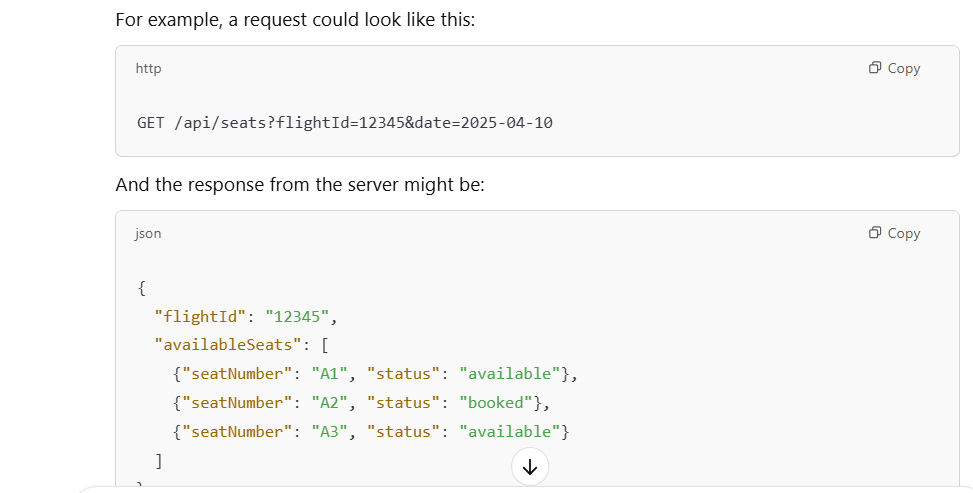 For example, a request could look like this:
http
Copy
GET /api/seats?flightId=12345&date=2025-04-10
And the response from the server might be:
json
Copy
{
  "flightId": "12345",
  "availableSeats": [
    {"seatNumber": "A1", "status": "available"},
    {"seatNumber": "A2", "status": "booked"},
    {"seatNumber": "A3", "status": "available"}
  ]
}